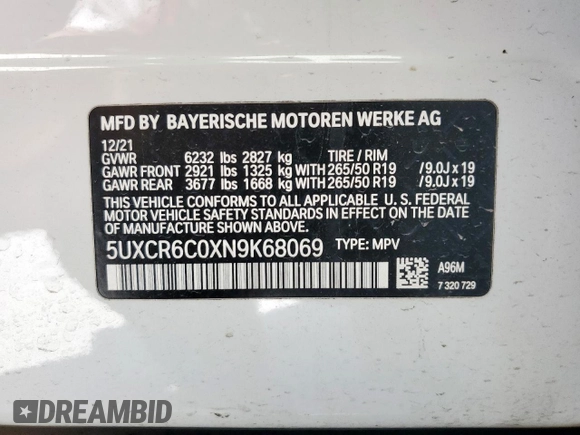 MFD BY BAYERISCHE MOTOREN WERKE AG
12/21
GVWR 6232 lbs 2827 kg TIRE / RIM
GAWR FRONT 2921 lbs 1325 kg WITH 265/50 R19 / 9.0J x 19
GAWR REAR 3677 lbs 1668 kg WITH 265/50 R19 / 9.0J x 19
THIS VEHICLE CONFORMS TO ALL APPLICABLE U. S. FEDERAL
MOTOR VEHICLE SAFETY STANDARDS IN EFFECT ON THE DATE OF
MANUFACTURE SHOWN ABOVE.
5UXCR6C0XN9K68069 TYPE: MPV
A96M
7 320 729
DREAMBID